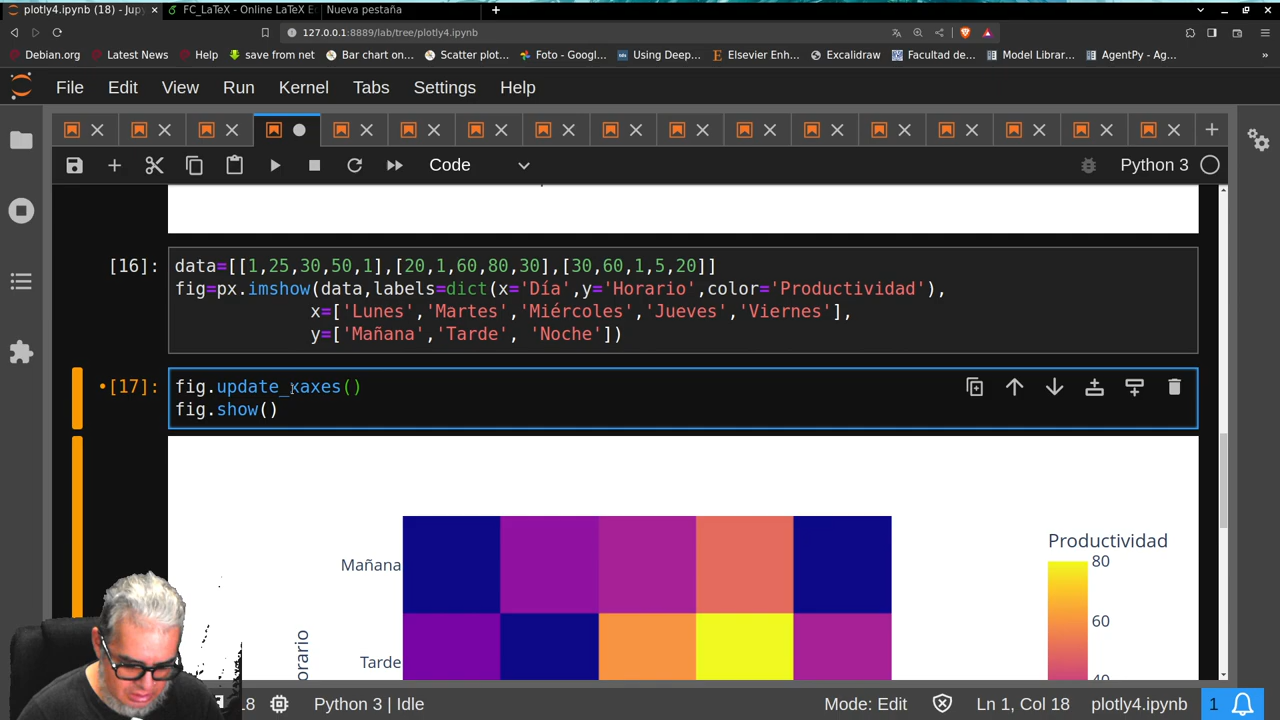 plotly4.ipynb (18) - Jup
FC_LaTeX - Online LaTeX E
Nueva pestaña
127.0.0.1:8889/lab/tree/plotly4.ipynb
Debian.org
Latest News
Help
save from net
Bar chart on...
Scatter plot...
Foto - Googl...
Using Deep...
Elsevier Enh...
Excalidraw
Facultad de...
Model Librar...
AgentPy - Ag...
»
File Edit View Run Kernel Tabs Settings Help
Code
Python 3
[16]:
data=[[1,25,30,50,1],[20,1,60,80,30],[30,60,1,5,20]]
fig=px.imshow(data,labels=dict(x='Día',y='Horario',color='Productividad'),
x=['Lunes','Martes','Miércoles','Jueves','Viernes'],
y=['Mañana','Tarde', 'Noche'])
•[17]:
fig.update_xaxes()
fig.show()
Productividad
80
60
Mañana
Tarde
Python 3 | Idle
Mode: Edit
Ln 1, Col 18
plotly4.ipynb
1